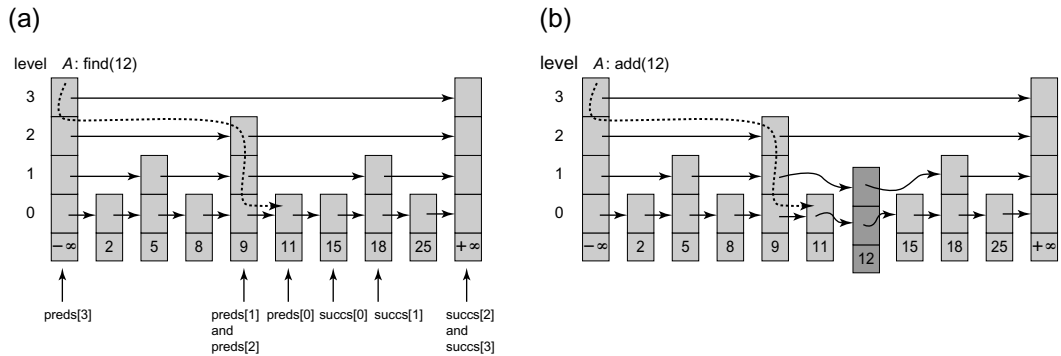 (a)
level A: find(12)
3
2
1
0
−∞ 2 5 8 9 11 15 18 25 +∞
preds[3] preds[1] and preds[2] preds[0] succs[0] succs[1] succs[2] and succs[3]
(b)
level A: add(12)
3
2
1
0
−∞ 2 5 8 9 11 12 15 18 25 +∞